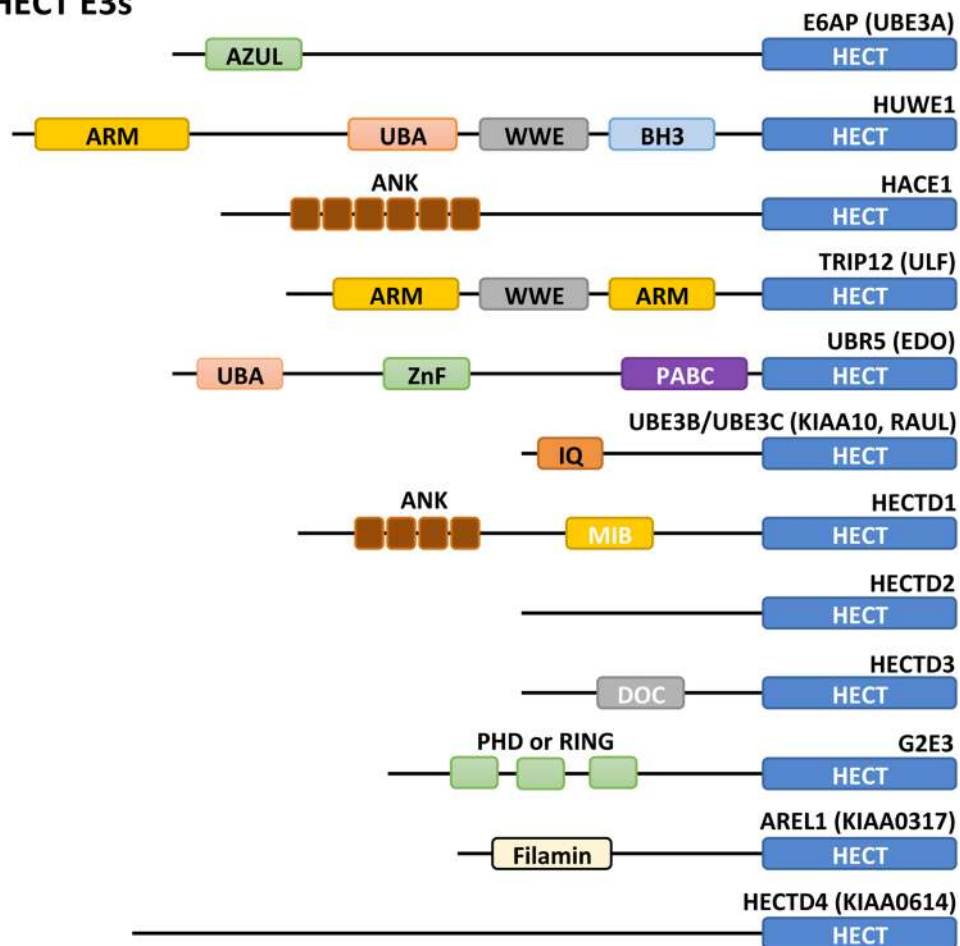 HECT E3s
E6AP (UBE3A)
AZUL HECT
HUWE1
ARM UBA WWE BH3 HECT
ANK HACE1
HECT
TRIP12 (ULF)
ARM WWE ARM HECT
UBR5 (EDO)
UBA ZnF PABC HECT
UBE3B/UBE3C (KIAA10, RAUL)
IQ HECT
ANK HECTD1
MIB HECT
HECTD2
HECT
HECTD3
DOC HECT
PHD or RING G2E3
HECT
AREL1 (KIAA0317)
Filamin HECT
HECTD4 (KIAA0614)
HECT